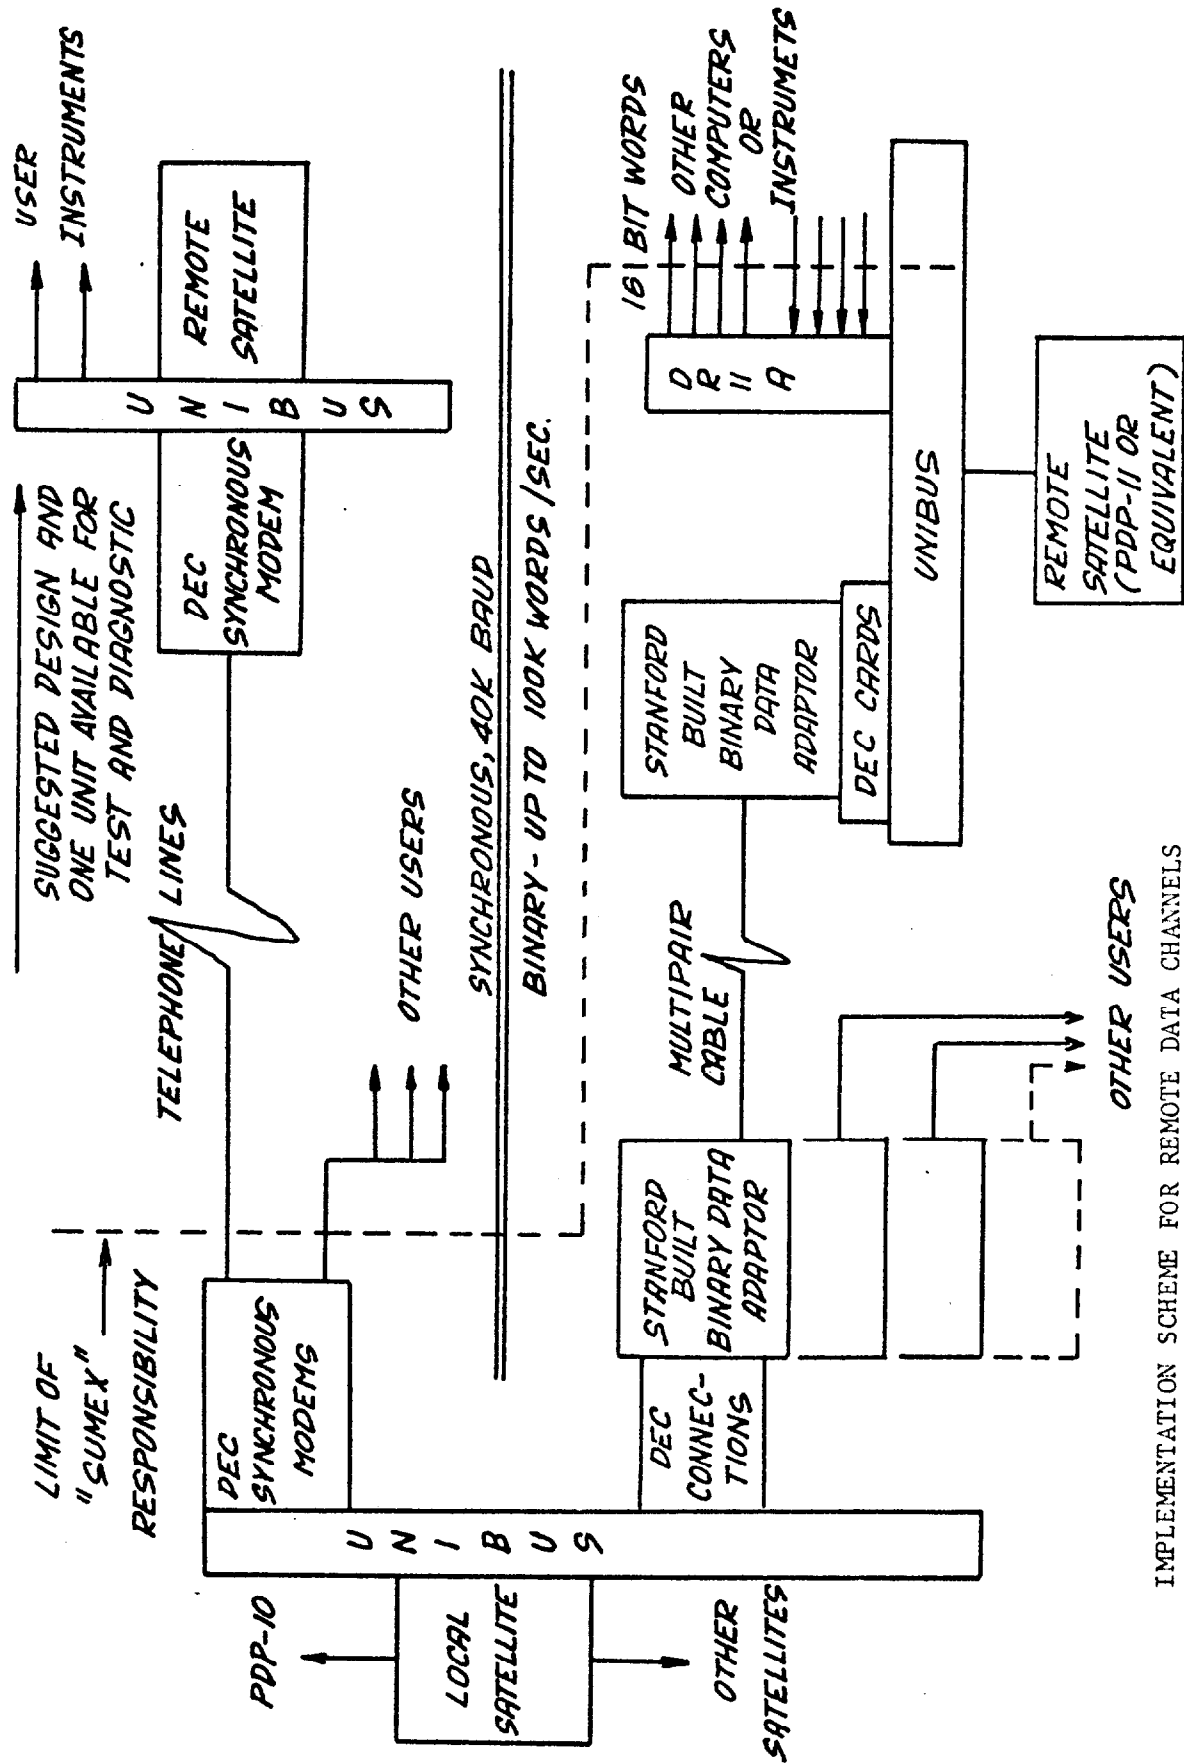 LIMIT OF
"SUMEX"
RESPONSIBILITY
SUGGESTED DESIGN AND
ONE UNIT AVAILABLE FOR
TEST AND DIAGNOSTIC
USER
INSTRUMENTS
TELEPHONE LINES
DEC
SYNCHRONOUS
MODEMS
DEC
SYNCHRONOUS
MODEM
UNIBUS
REMOTE
SATELLITE
OTHER USERS
SYNCHRONOUS, 40K BAUD
BINARY - UP TO 100K WORDS/SEC.
PDP-10
LOCAL
SATELLITE
OTHER
SATELLITES
UNIBUS
DEC
CONNEC-
TIONS
STANFORD
BUILT
BINARY DATA
ADAPTOR
MULTIPAIR
CABLE
STANFORD
BUILT
BINARY
DATA
ADAPTOR
DEC CARDS
DR11A
16 BIT WORDS
OTHER
COMPUTERS
OR
INSTRUMETS
UNIBUS
REMOTE
SATELLITE
(PDP-11 OR
EQUIVALENT)
OTHER USERS
IMPLEMENTATION SCHEME FOR REMOTE DATA CHANNELS